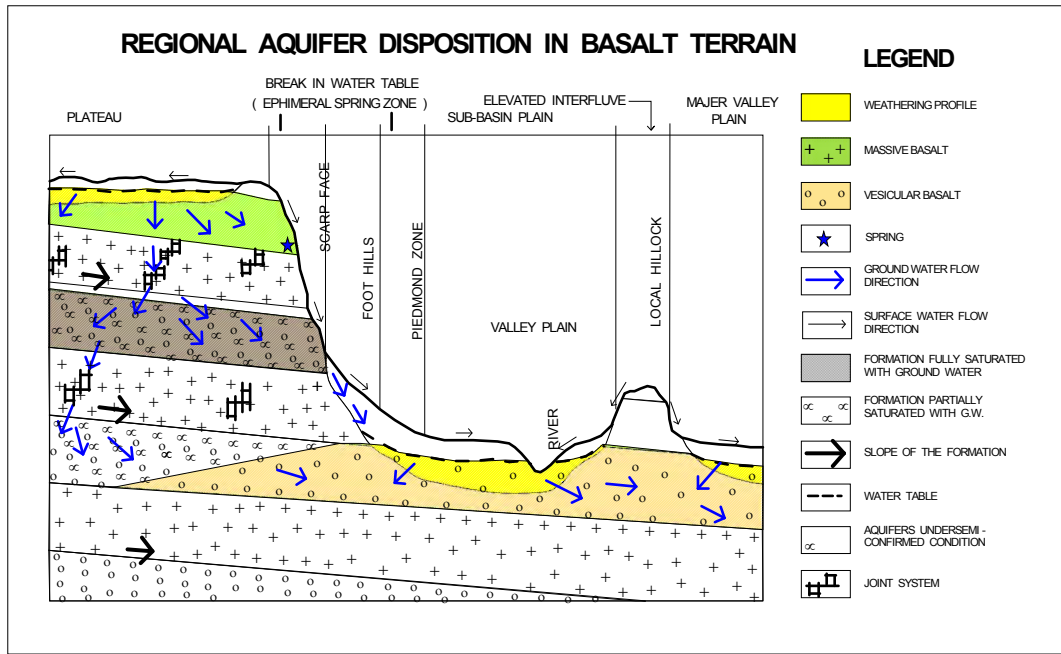 REGIONAL AQUIFER DISPOSITION IN BASALT TERRAIN
BREAK IN WATER TABLE
( EPHIMERAL SPRING ZONE )
PLATEAU
ELEVATED INTERFLUVE
SUB-BASIN PLAIN
MAJER VALLEY
PLAIN
SCARP FACE
FOOT HILLS
PIEDMOND ZONE
VALLEY PLAIN
RIVER
LOCAL HILLOCK
LEGEND
WEATHERING PROFILE
MASSIVE BASALT
VESICULAR BASALT
SPRING
GROUND WATER FLOW
DIRECTION
SURFACE WATER FLOW
DIRECTION
FORMATION FULLY SATURATED
WITH GROUND WATER
FORMATION PARTIALLY
SATURATED WITH G.W.
SLOPE OF THE FORMATION
WATER TABLE
AQUIFERS UNDERSEMI -
CONFIRMED CONDITION
JOINT SYSTEM